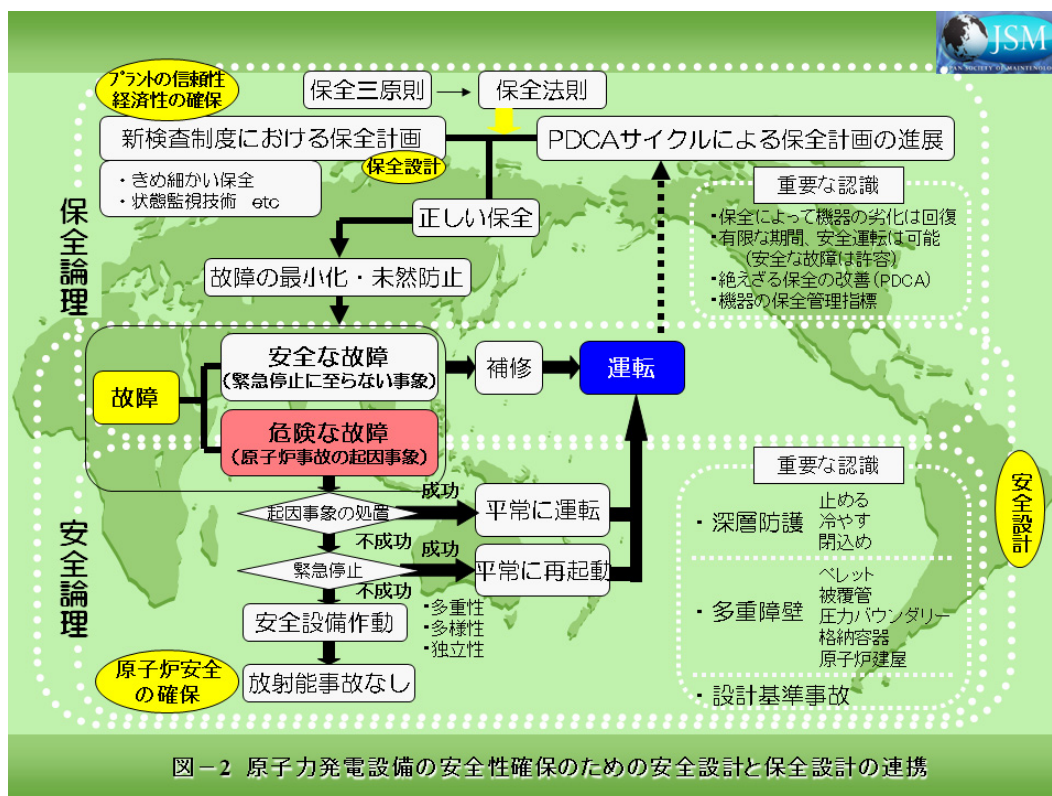 JSM
PAN SOCIETY OF MAINTENOLO
プラントの信頼性
経済性の確保
保全三原則
保全法則
新検査制度における保全計画
PDCAサイクルによる保全計画の進展
保全設計
・きめ細かい保全
・状態監視技術 etc
正しい保全
故障の最小化・未然防止
重要な認識
・保全によって機器の劣化は回復
・有限な期間、安全運転は可能
(安全な故障は許容)
・絶えざる保全の改善(PDCA)
・機器の保全管理指標
保全論理
故障
安全な故障
(緊急停止に至らない事象)
補修
運転
危険な故障
(原子炉事故の起因事象)
起因事象の処置
成功
平常に運転
不成功
緊急停止
成功
平常に再起動
不成功
安全設備作動
・多重性
・多様性
・独立性
放射能事故なし
安全論理
原子炉安全
の確保
重要な認識
・深層防護
止める
冷やす
閉込め
・多重障壁
ペレット
被覆管
圧力バウンダリー
格納容器
原子炉建屋
・設計基準事故
安全設計
図－2 原子力発電設備の安全性確保のための安全設計と保全設計の連携